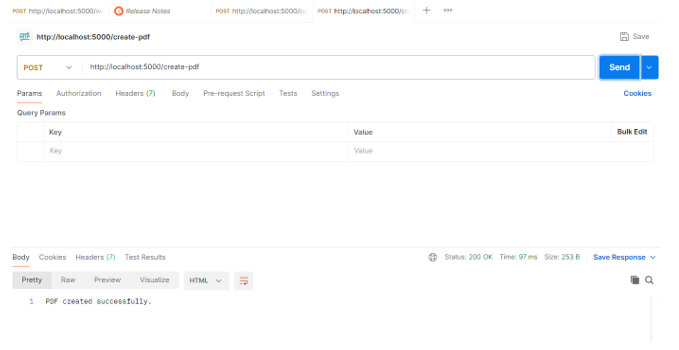 POST http://localhost:5000/w Release Notes POST http://localhost:5000/c POST http://localhost:5000/cr + •••
HTTP http://localhost:5000/create-pdf Save
POST http://localhost:5000/create-pdf Send
Params Authorization Headers (7) Body Pre-request Script Tests Settings Cookies
Query Params
Key Value Bulk Edit
Key Value
Body Cookies Headers (7) Test Results Status: 200 OK Time: 97 ms Size: 253 B Save Response
Pretty Raw Preview Visualize HTML
1 PDF created successfully.